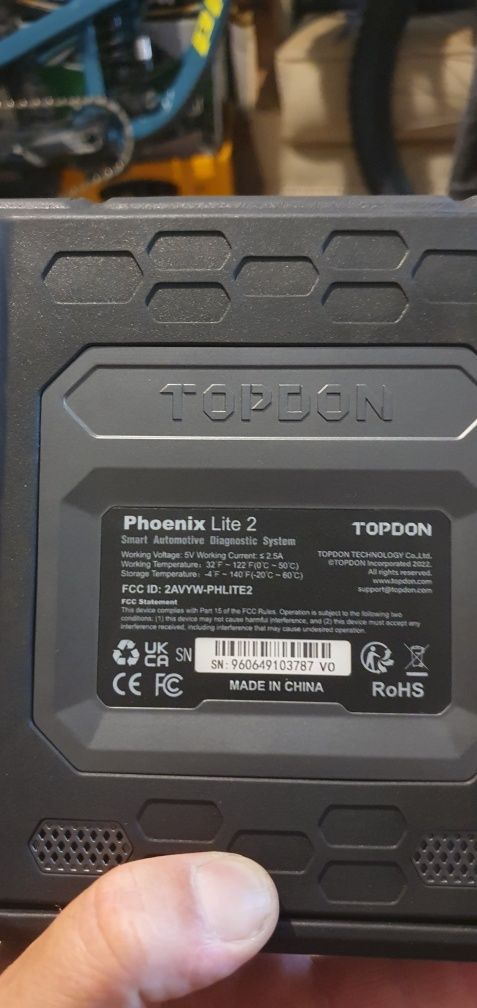 TOPDON
Phoenix Lite 2
TOPDON
Smart Automotive Diagnostic System
Working Voltage: 5V Working Current: ≤ 2.5A
Working Temperature: 32℉ ~ 122℉(0℃ ~ 50℃)
Storage Temperature: -4℉ ~ 140℉(-20℃ ~ 60℃)
TOPDON TECHNOLOGY Co.,Ltd.
©TOPDON Incorporated 2022.
All rights reserved.
www.topdon.com
support@topdon.com
FCC ID: 2AVYW-PHLITE2
FCC Statement
This device complies with Part 15 of the FCC Rules. Operation is subject to the following two
conditions: (1) this device may not cause harmful interference, and (2) this device must accept any
interference received, including interference that may cause undesired operation.
UK
CA
SN
SN: 960649103787 V0
CE FC
MADE IN CHINA
RoHS